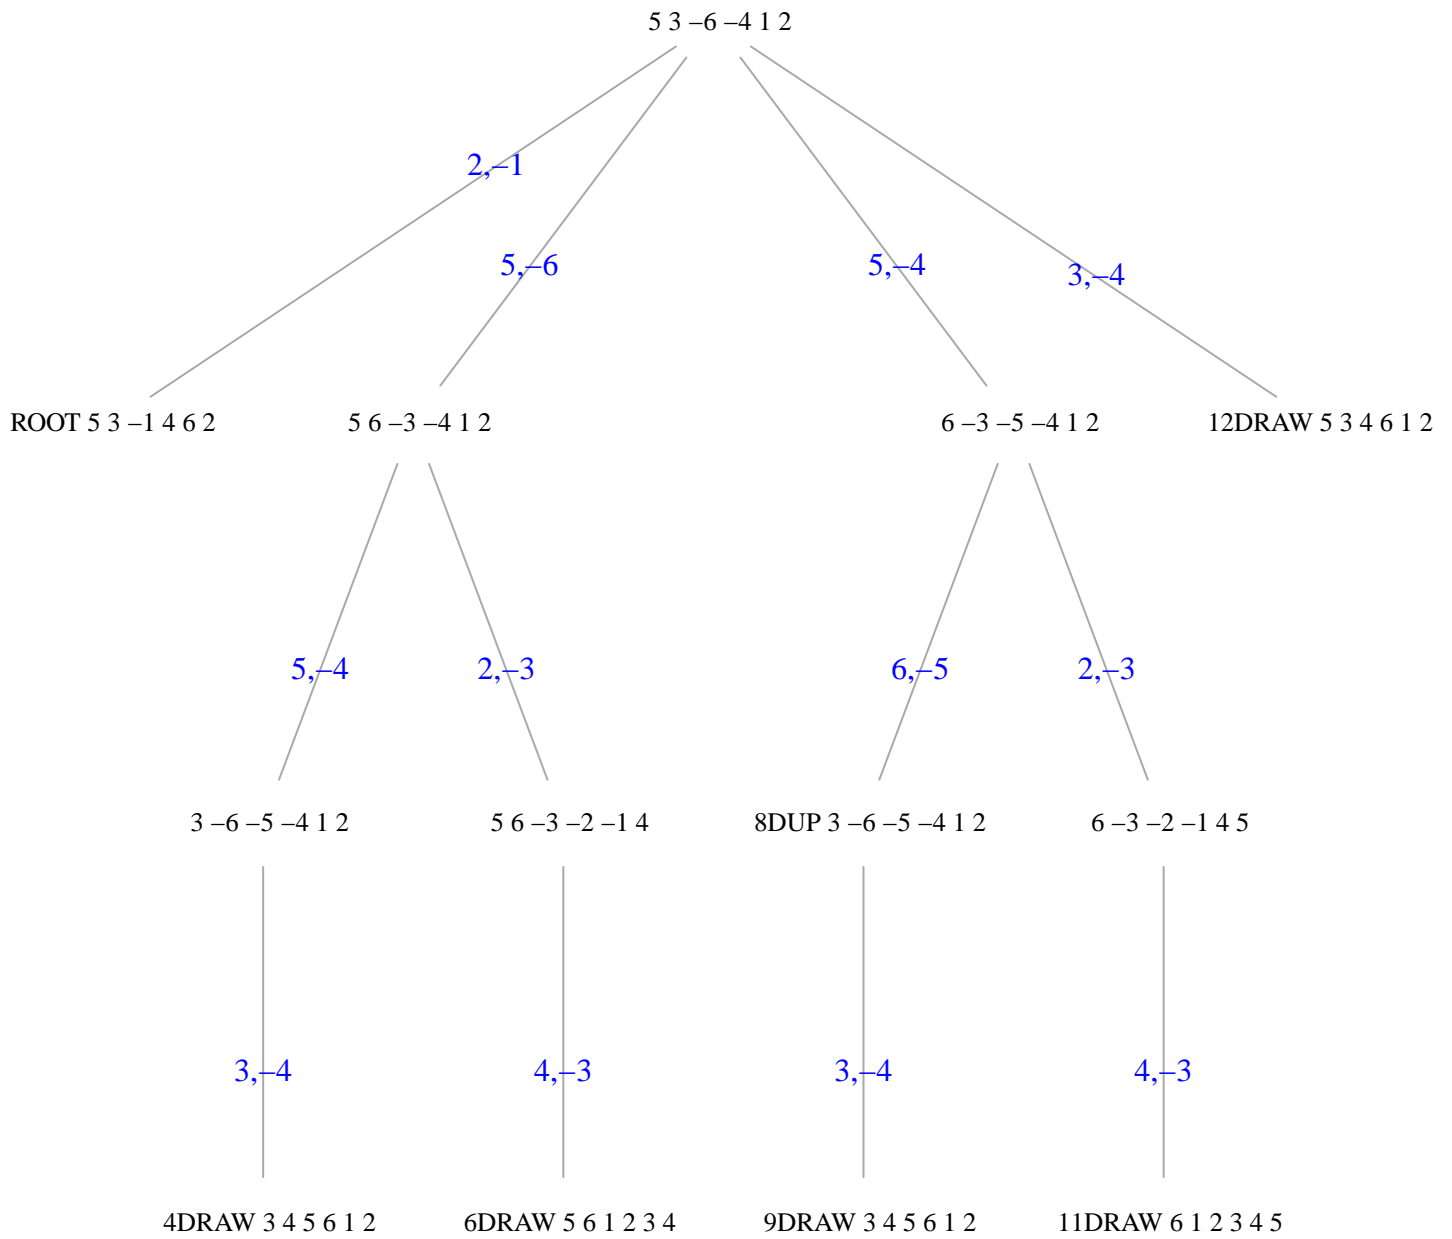 5 3 –6 –4 1 2
2,–1
5,–6
5,–4
3,–4
ROOT 5 3 –1 4 6 2
5 6 –3 –4 1 2
6 –3 –5 –4 1 2
12DRAW 5 3 4 6 1 2
5,–4
2,–3
6,–5
2,–3
3 –6 –5 –4 1 2
5 6 –3 –2 –1 4
8DUP 3 –6 –5 –4 1 2
6 –3 –2 –1 4 5
3,–4
4,–3
3,–4
4,–3
4DRAW 3 4 5 6 1 2
6DRAW 5 6 1 2 3 4
9DRAW 3 4 5 6 1 2
11DRAW 6 1 2 3 4 5